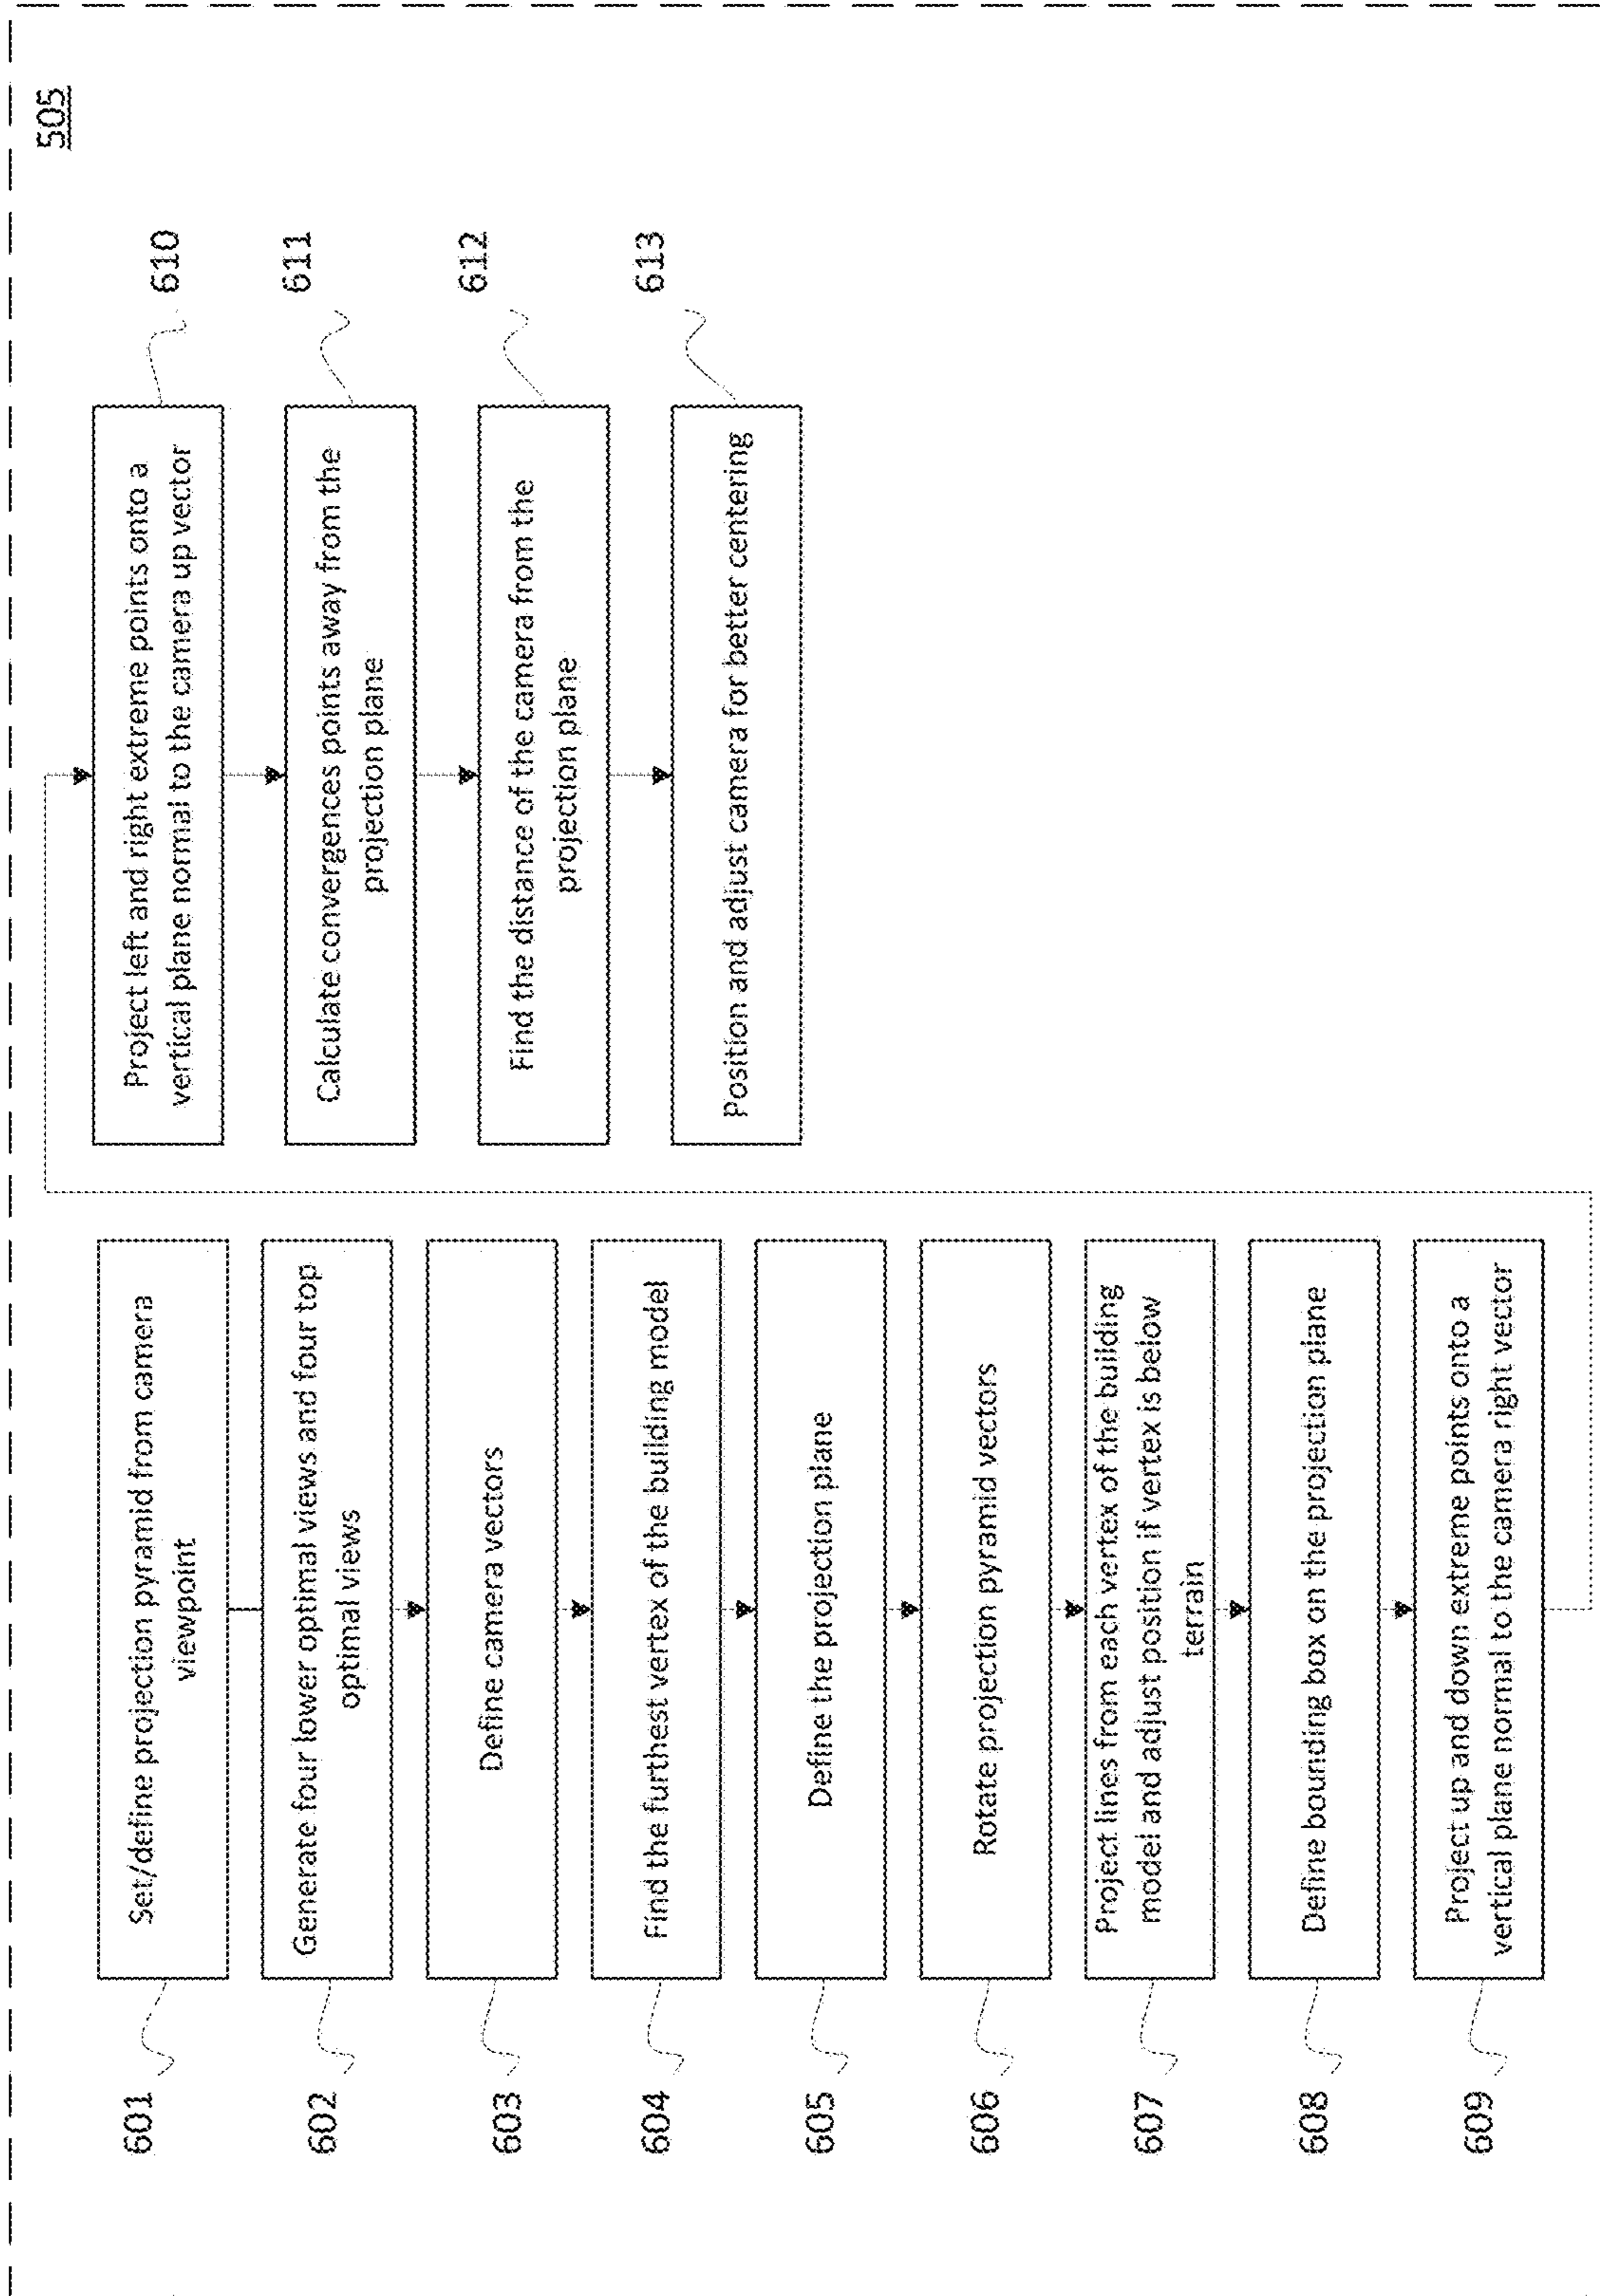 505
601
Set/define projection pyramid from camera
viewpoint
602
Generate four lower optimal views and four top
optimal views
603
Define camera vectors
604
Find the furthest vertex of the building model
605
Define the projection plane
606
Rotate projection pyramid vectors
607
Project lines from each vertex of the building
model and adjust position if vertex is below
terrain
608
Define bounding box on the projection plane
609
Project up and down extreme points onto a
vertical plane normal to the camera right vector
Project left and right extreme points onto a
vertical plane normal to the camera up vector
610
Calculate convergences points away from the
projection plane
611
Find the distance of the camera from the
projection plane
612
Position and adjust camera for better centering
613